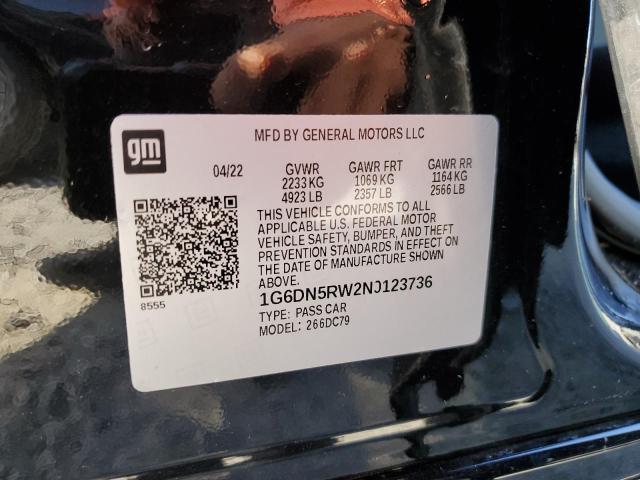 gm
MFD BY GENERAL MOTORS LLC
04/22 GVWR GAWR FRT GAWR RR
2233 KG 1069 KG 1164 KG
4923 LB 2357 LB 2566 LB
THIS VEHICLE CONFORMS TO ALL
APPLICABLE U.S. FEDERAL MOTOR
VEHICLE SAFETY, BUMPER, AND THEFT
PREVENTION STANDARDS IN EFFECT ON
THE DATE OF MANUFACTURE SHOWN
ABOVE.
8555
1G6DN5RW2N0123736
TYPE: PASS CAR
MODEL: 266DC79